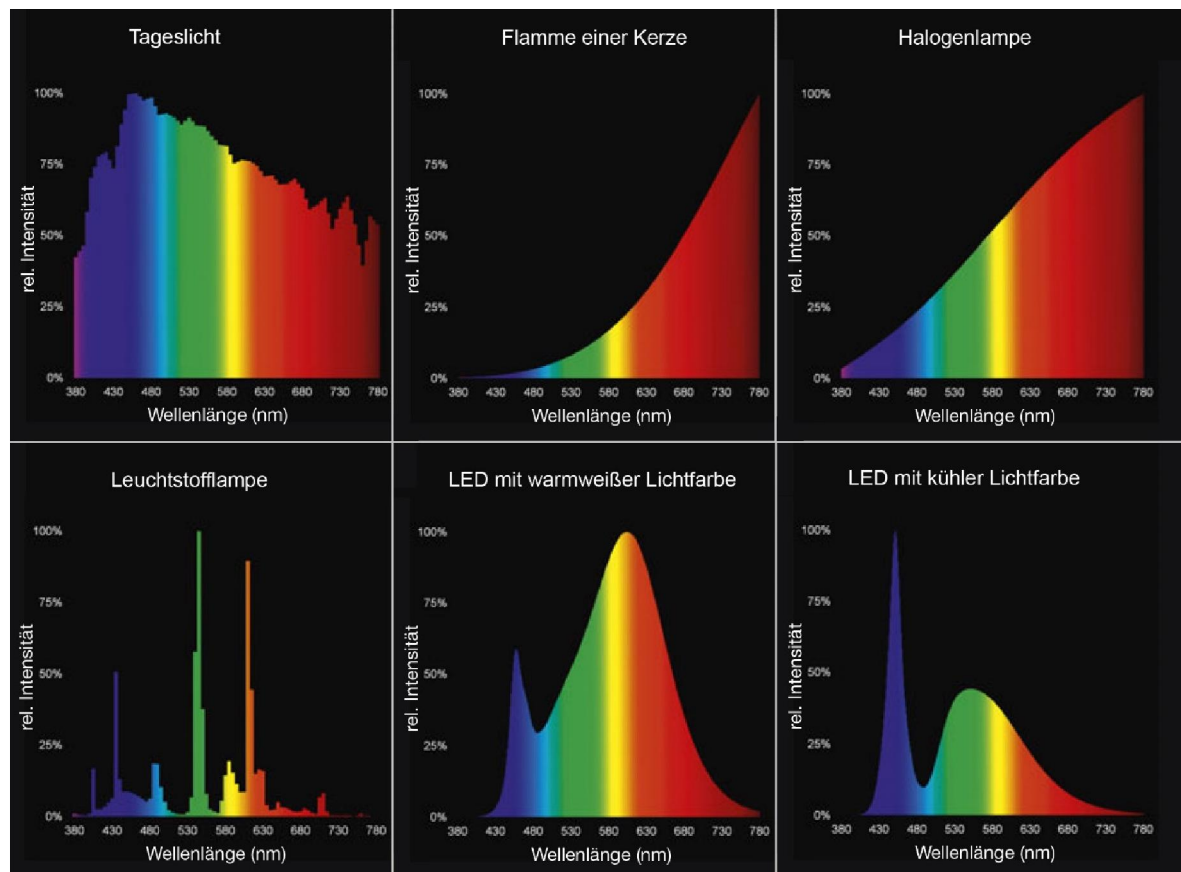 Tageslicht
100%
75%
50%
25%
0%
rel. Intensität
380 430 480 530 580 630 680 730 780
Wellenlänge (nm)
Flamme einer Kerze
100%
75%
50%
25%
0%
rel. Intensität
380 430 480 530 580 630 680 730 780
Wellenlänge (nm)
Halogenlampe
100%
75%
50%
25%
0%
rel. Intensität
380 430 480 530 580 630 680 730 780
Wellenlänge (nm)
Leuchtstofflampe
100%
75%
50%
25%
0%
rel. Intensität
380 430 480 530 580 630 680 730 780
Wellenlänge (nm)
LED mit warmweißer Lichtfarbe
100%
75%
50%
25%
0%
rel. Intensität
380 430 480 530 580 630 680 730 780
Wellenlänge (nm)
LED mit kühler Lichtfarbe
100%
75%
50%
25%
0%
rel. Intensität
380 430 480 530 580 630 680 730 780
Wellenlänge (nm)